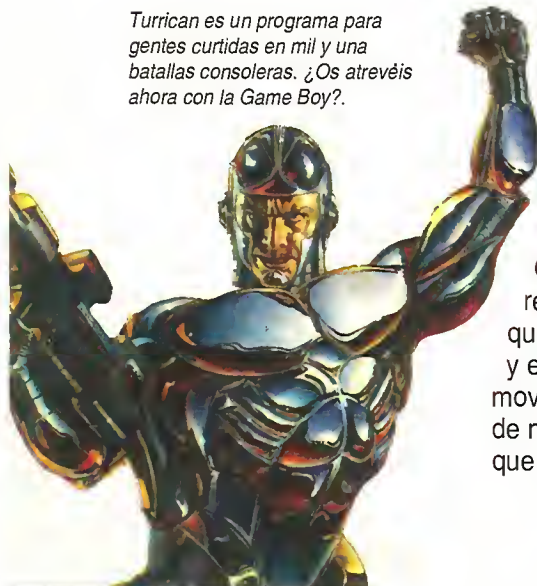 Turrican es un programa para
gentes curtidas en mil y una
batallas consoleras. ¿Os atrevéis
ahora con la Game Boy?.
re
qu
y e
mov
de
que